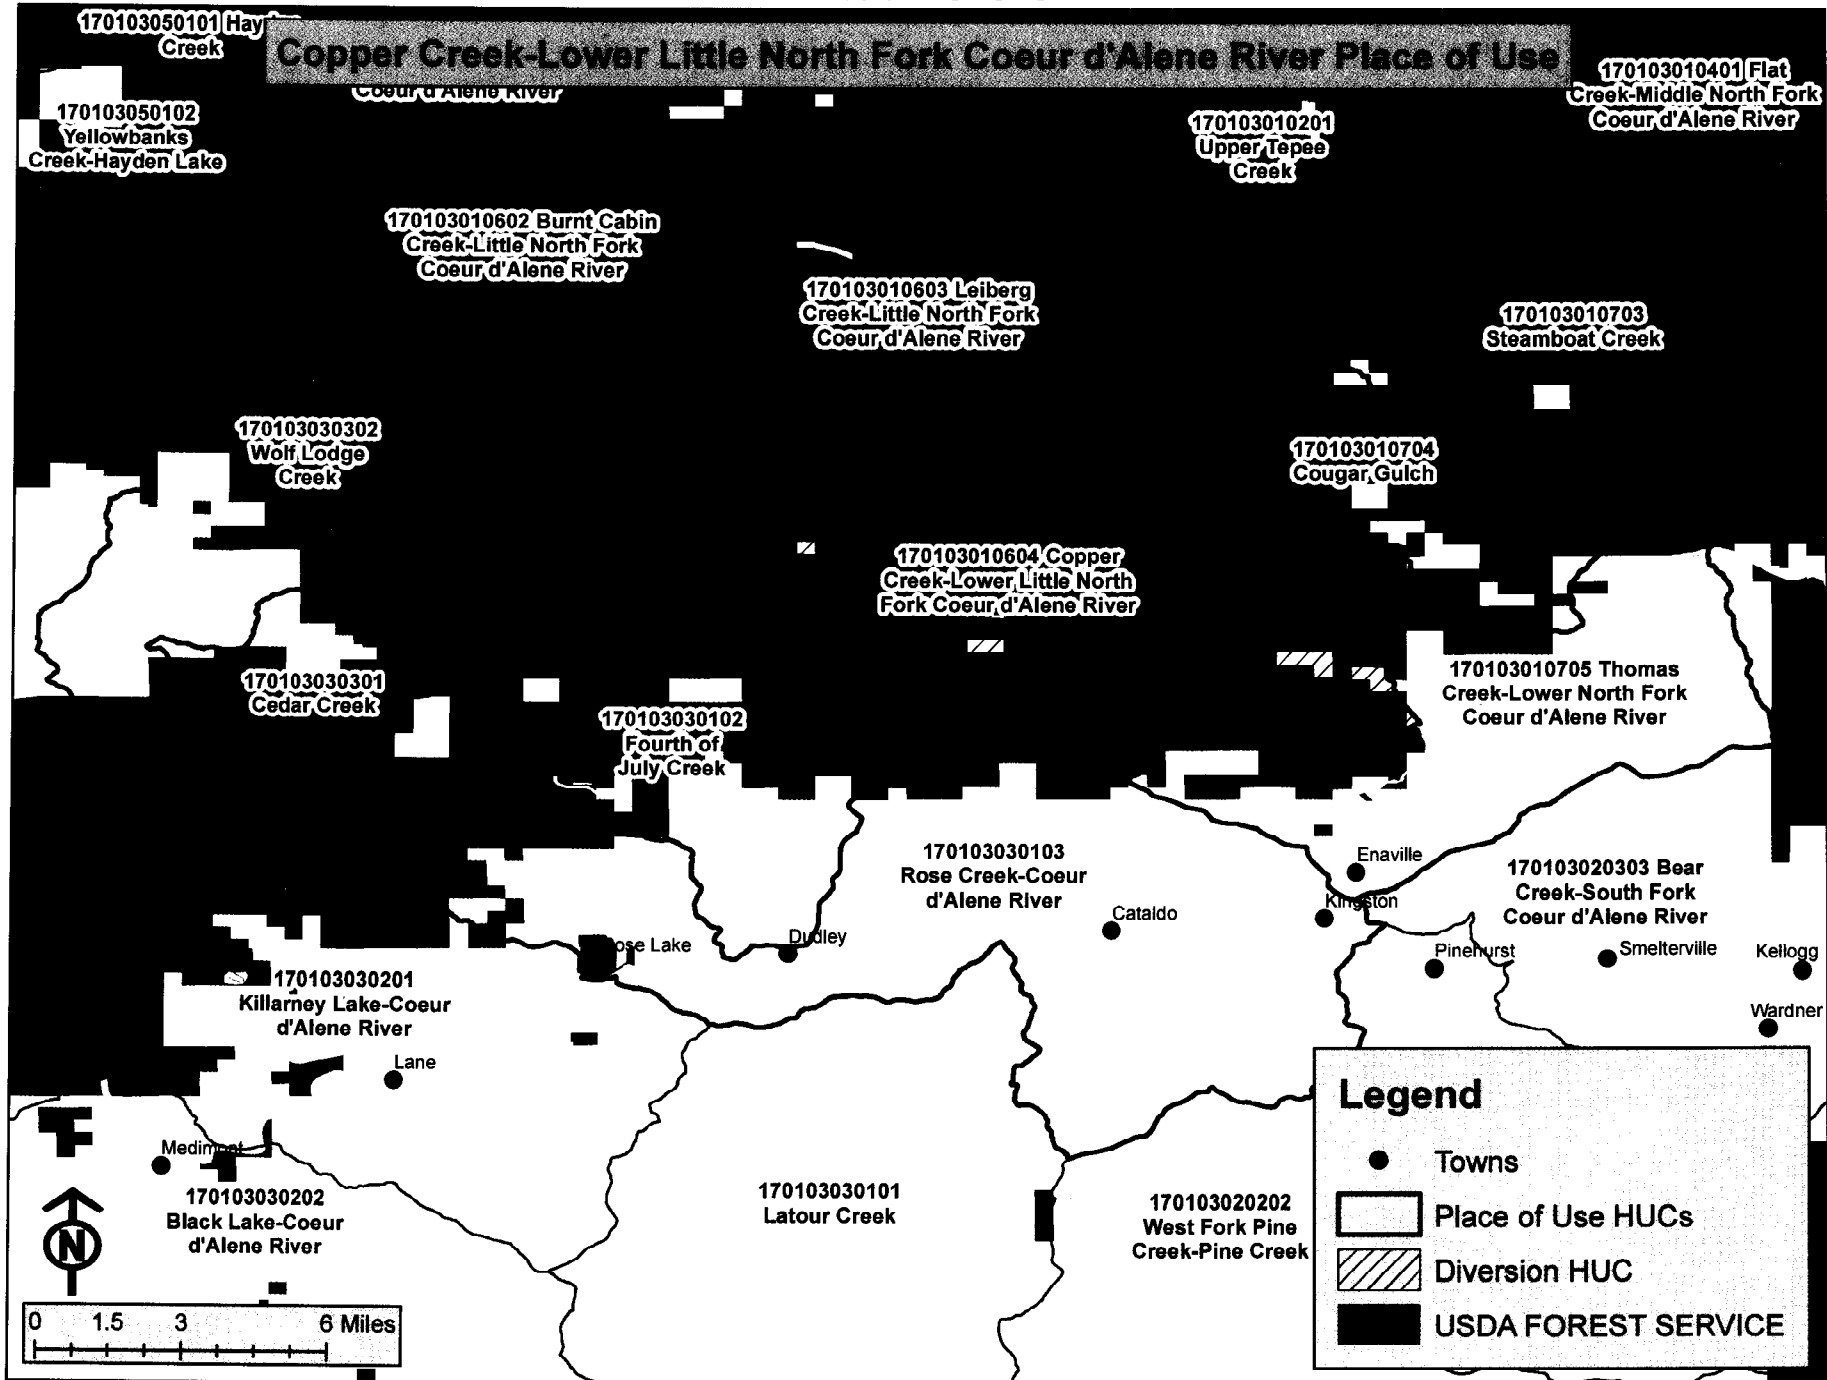 170103050101 Hay
Creek
Copper Creek-Lower Little North Fork Coeur d'Alene River Place of Use
Coeur d'Alene River
170103010401 Flat
Creek-Middle North Fork
Coeur d'Alene River
170103050102
Yellowbanks
Creek-Hayden Lake
170103010201
Upper Tepee
Creek
170103010602 Burnt Cabin
Creek-Little North Fork
Coeur d'Alene River
170103010603 Leiberg
Creek-Little North Fork
Coeur d'Alene River
170103010703
Steamboat Creek
170103030302
Wolf Lodge
Creek
170103010704
Cougar Gulch
170103010604 Copper
Creek-Lower Little North
Fork Coeur d'Alene River
170103030301
Cedar Creek
170103010705 Thomas
Creek-Lower North Fork
Coeur d'Alene River
170103030102
Fourth of
July Creek
170103030103
Rose Creek-Coeur
d'Alene River
Enaville
170103020303 Bear
Creek-South Fork
Coeur d'Alene River
Kingston
Cataldo
Dudley
ose Lake
Pinehurst
Smelterville
Kellogg
Wardner
170103030201
Killarney Lake-Coeur
d'Alene River
Lane
Medimont
170103030202
Black Lake-Coeur
d'Alene River
170103030101
Latour Creek
170103020202
West Fork Pine
Creek-Pine Creek
N
0 1.5 3 6 Miles
Legend
Towns
Place of Use HUCs
Diversion HUC
USDA FOREST SERVICE